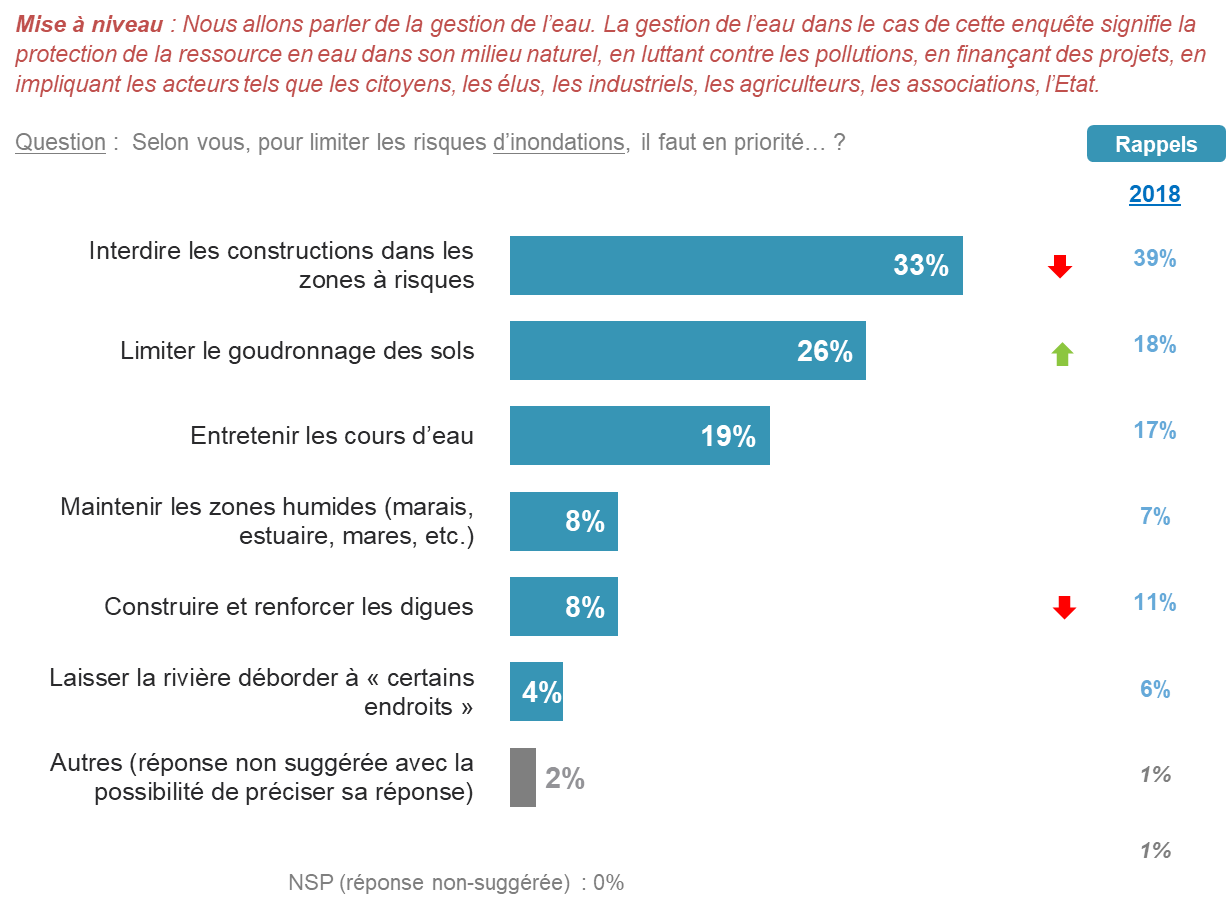 Mise à niveau : Nous allons parler de la gestion de l’eau. La gestion de l’eau dans le cas de cette enquête signifie la
protection de la ressource en eau dans son milieu naturel, en luttant contre les pollutions, en finançant des projets, en
impliquant les acteurs tels que les citoyens, les élus, les industriels, les agriculteurs, les associations, l’Etat.
Question : Selon vous, pour limiter les risques d’inondations, il faut en priorité… ?
Rappels
2018
Interdire les constructions dans les
zones à risques
33%
39%
Limiter le goudronnage des sols
26%
18%
Entretenir les cours d’eau
19%
17%
Maintenir les zones humides (marais,
estuaire, mares, etc.)
8%
7%
Construire et renforcer les digues
8%
11%
Laisser la rivière déborder à « certains
endroits »
4%
6%
Autres (réponse non suggérée avec la
possibilité de préciser sa réponse)
2%
1%
1%
NSP (réponse non-suggérée) : 0%